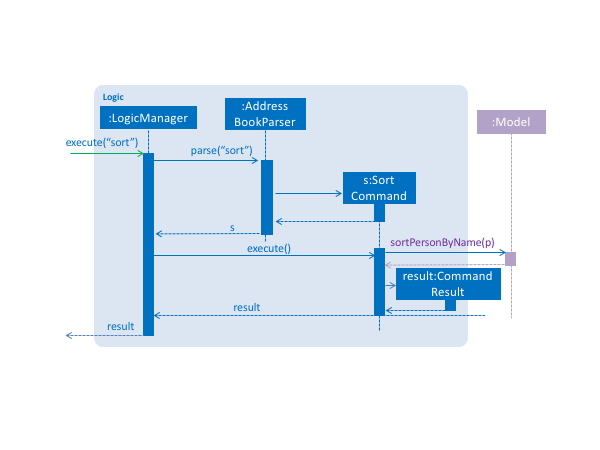 Logic
:LogicManager
:Address
BookParser
:Model
execute(“sort”)
parse(“sort”)
s:Sort
Command
s
execute()
sortPersonByName(p)
result:Command
Result
result
result